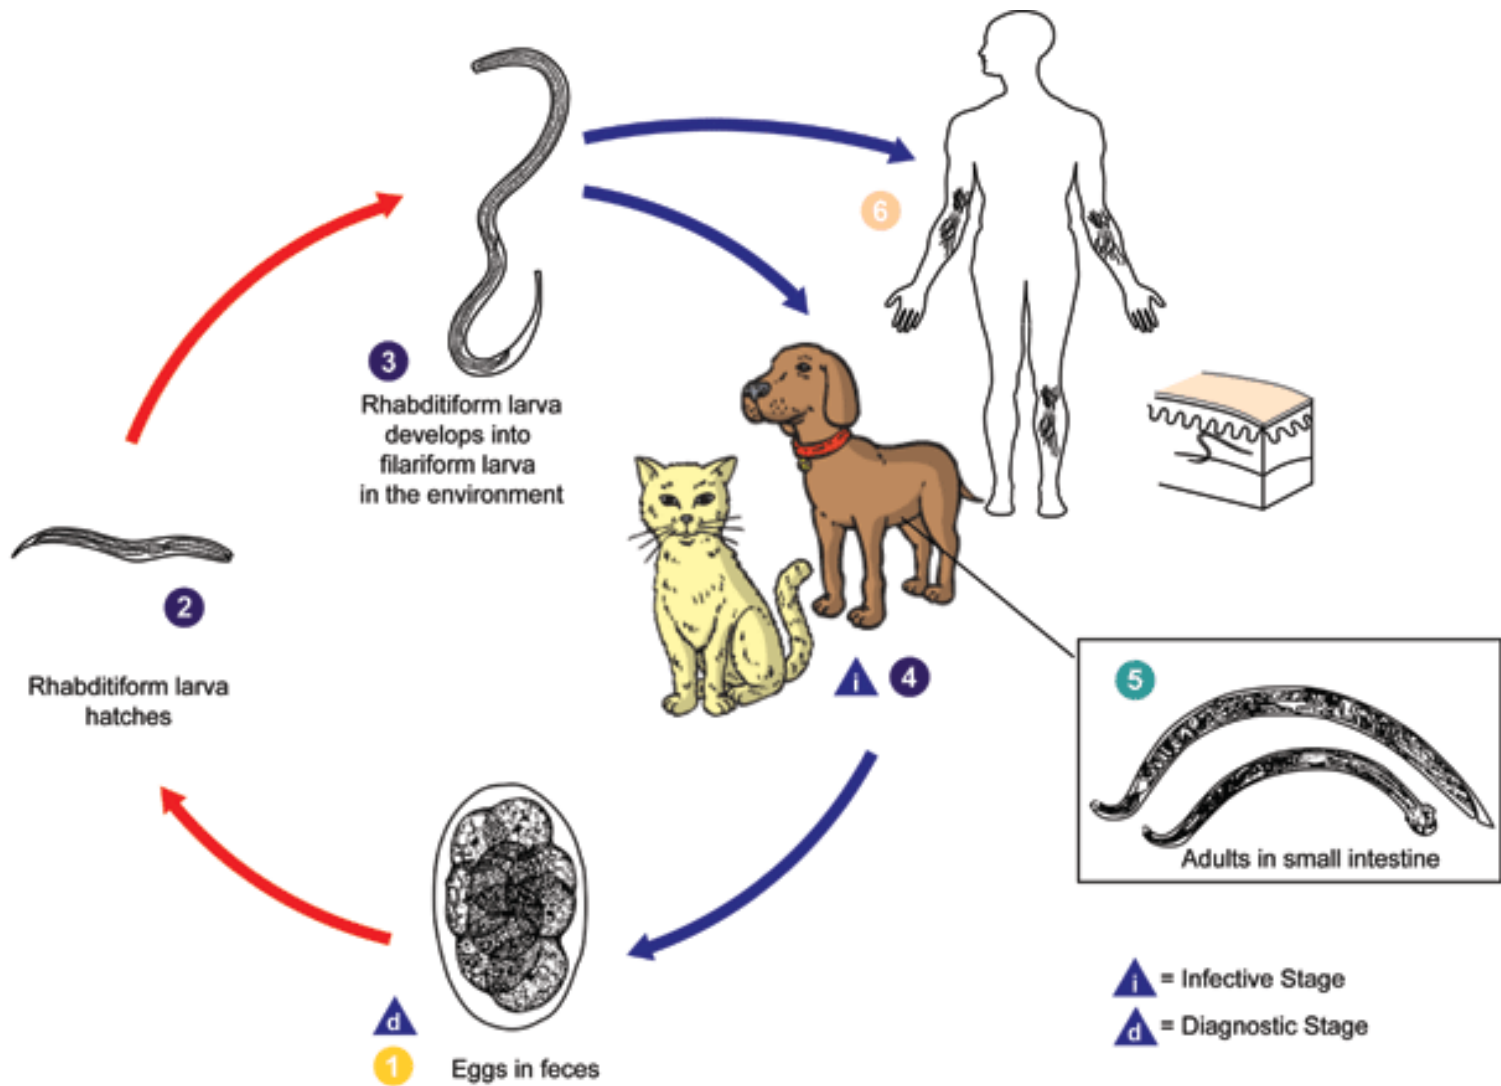 6
3
Rhabditiform larva
develops into
filariform larva
in the environment
2
Rhabditiform larva
hatches
i 4
5
Adults in small intestine
d
1
Eggs in feces
i = Infective Stage
d = Diagnostic Stage